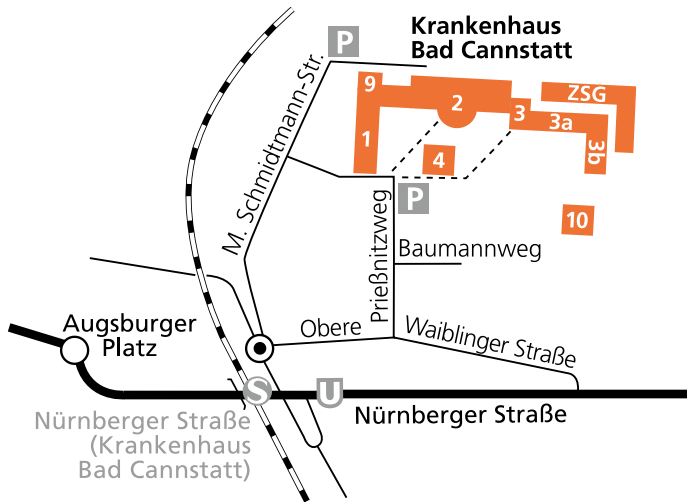 Krankenhaus
Bad Cannstatt
P
M. Schmidtmann-Str.
9
2
ZSG
3
3a
1
4
3b
P
10
Prießnitzweg
Baumannweg
Augsburger
Platz
Obere
Waiblinger Straße
S
U
Nürnberger Straße
(Krankenhaus
Bad Cannstatt)
Nürnberger Straße